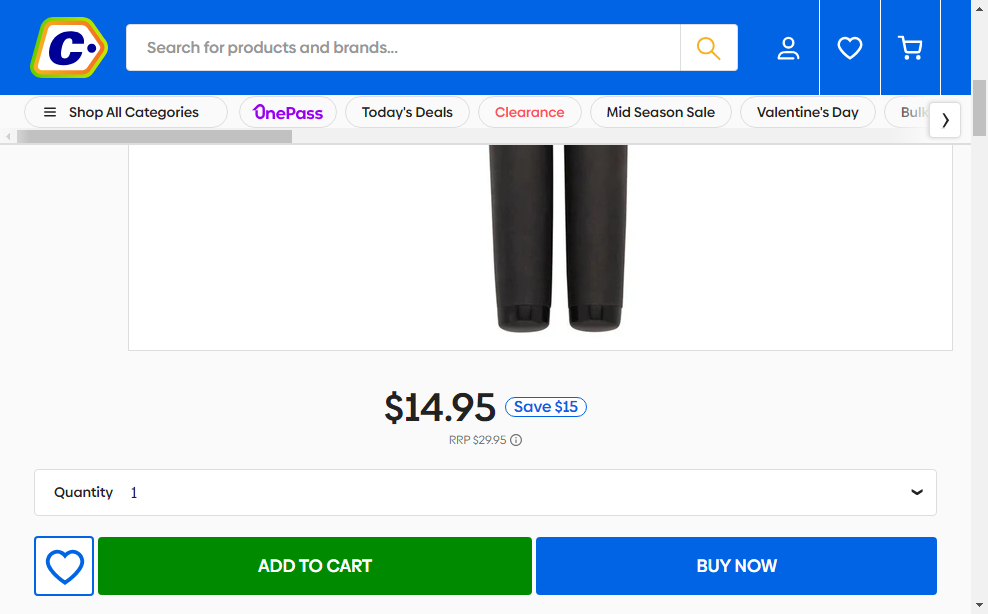 C
Search for products and brands...
Shop All Categories
OnePass
Today's Deals
Clearance
Mid Season Sale
Valentine's Day
Bulk
$14.95
Save $15
RRP $29.95
Quantity 1
ADD TO CART
BUY NOW